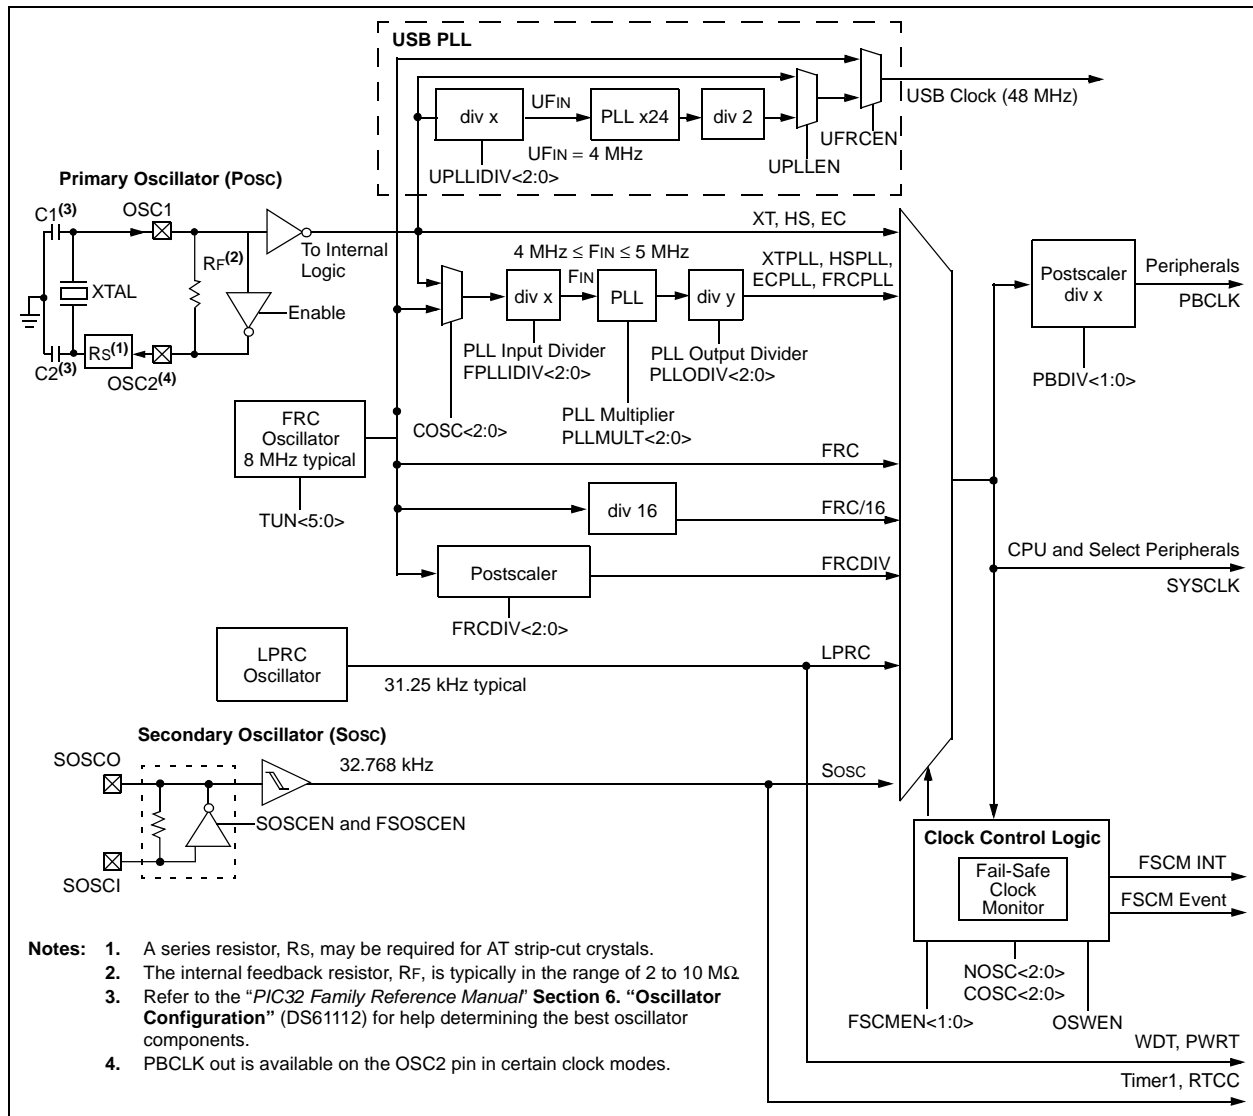 USB PLL
USB Clock (48 MHz)
UFIN
div x
PLL x24
div 2
UFIN = 4 MHz
UFRCEN
UPLLEN
UPLLIDIV<2:0>
Primary Oscillator (POSC)
C1(3)
OSC1
To Internal
Logic
RF(2)
XTAL
Enable
RS(1)
C2(3)
OSC2(4)
XT, HS, EC
4 MHz ≤ FIN ≤ 5 MHz
FIN
XTPLL, HSPLL,
ECPLL, FRCPLL
div x
PLL
div y
PLL Input Divider
FPLLIDIV<2:0>
PLL Output Divider
PLLODIV<2:0>
PLL Multiplier
PLLMULT<2:0>
COSC<2:0>
Postscaler
div x
Peripherals
PBCLK
PBDIV<1:0>
FRC
Oscillator
8 MHz typical
TUN<5:0>
FRC
div 16
FRC/16
Postscaler
FRCDIV
FRCDIV<2:0>
CPU and Select Peripherals
SYSCLK
LPRC
Oscillator
31.25 kHz typical
LPRC
Secondary Oscillator (SOSC)
SOSCO
32.768 kHz
SOSC
SOSCEN and FSOSCEN
SOSCI
Clock Control Logic
Fail-Safe
Clock
Monitor
FSCM INT
FSCM Event
NOSC<2:0>
COSC<2:0>
FSCMEN<1:0>
OSWEN
WDT, PWRT
Timer1, RTCC
Notes: 1. A series resistor, RS, may be required for AT strip-cut crystals.
2. The internal feedback resistor, RF, is typically in the range of 2 to 10 MΩ
3. Refer to the "PIC32 Family Reference Manual" Section 6. "Oscillator
Configuration" (DS61112) for help determining the best oscillator
components.
4. PBCLK out is available on the OSC2 pin in certain clock modes.